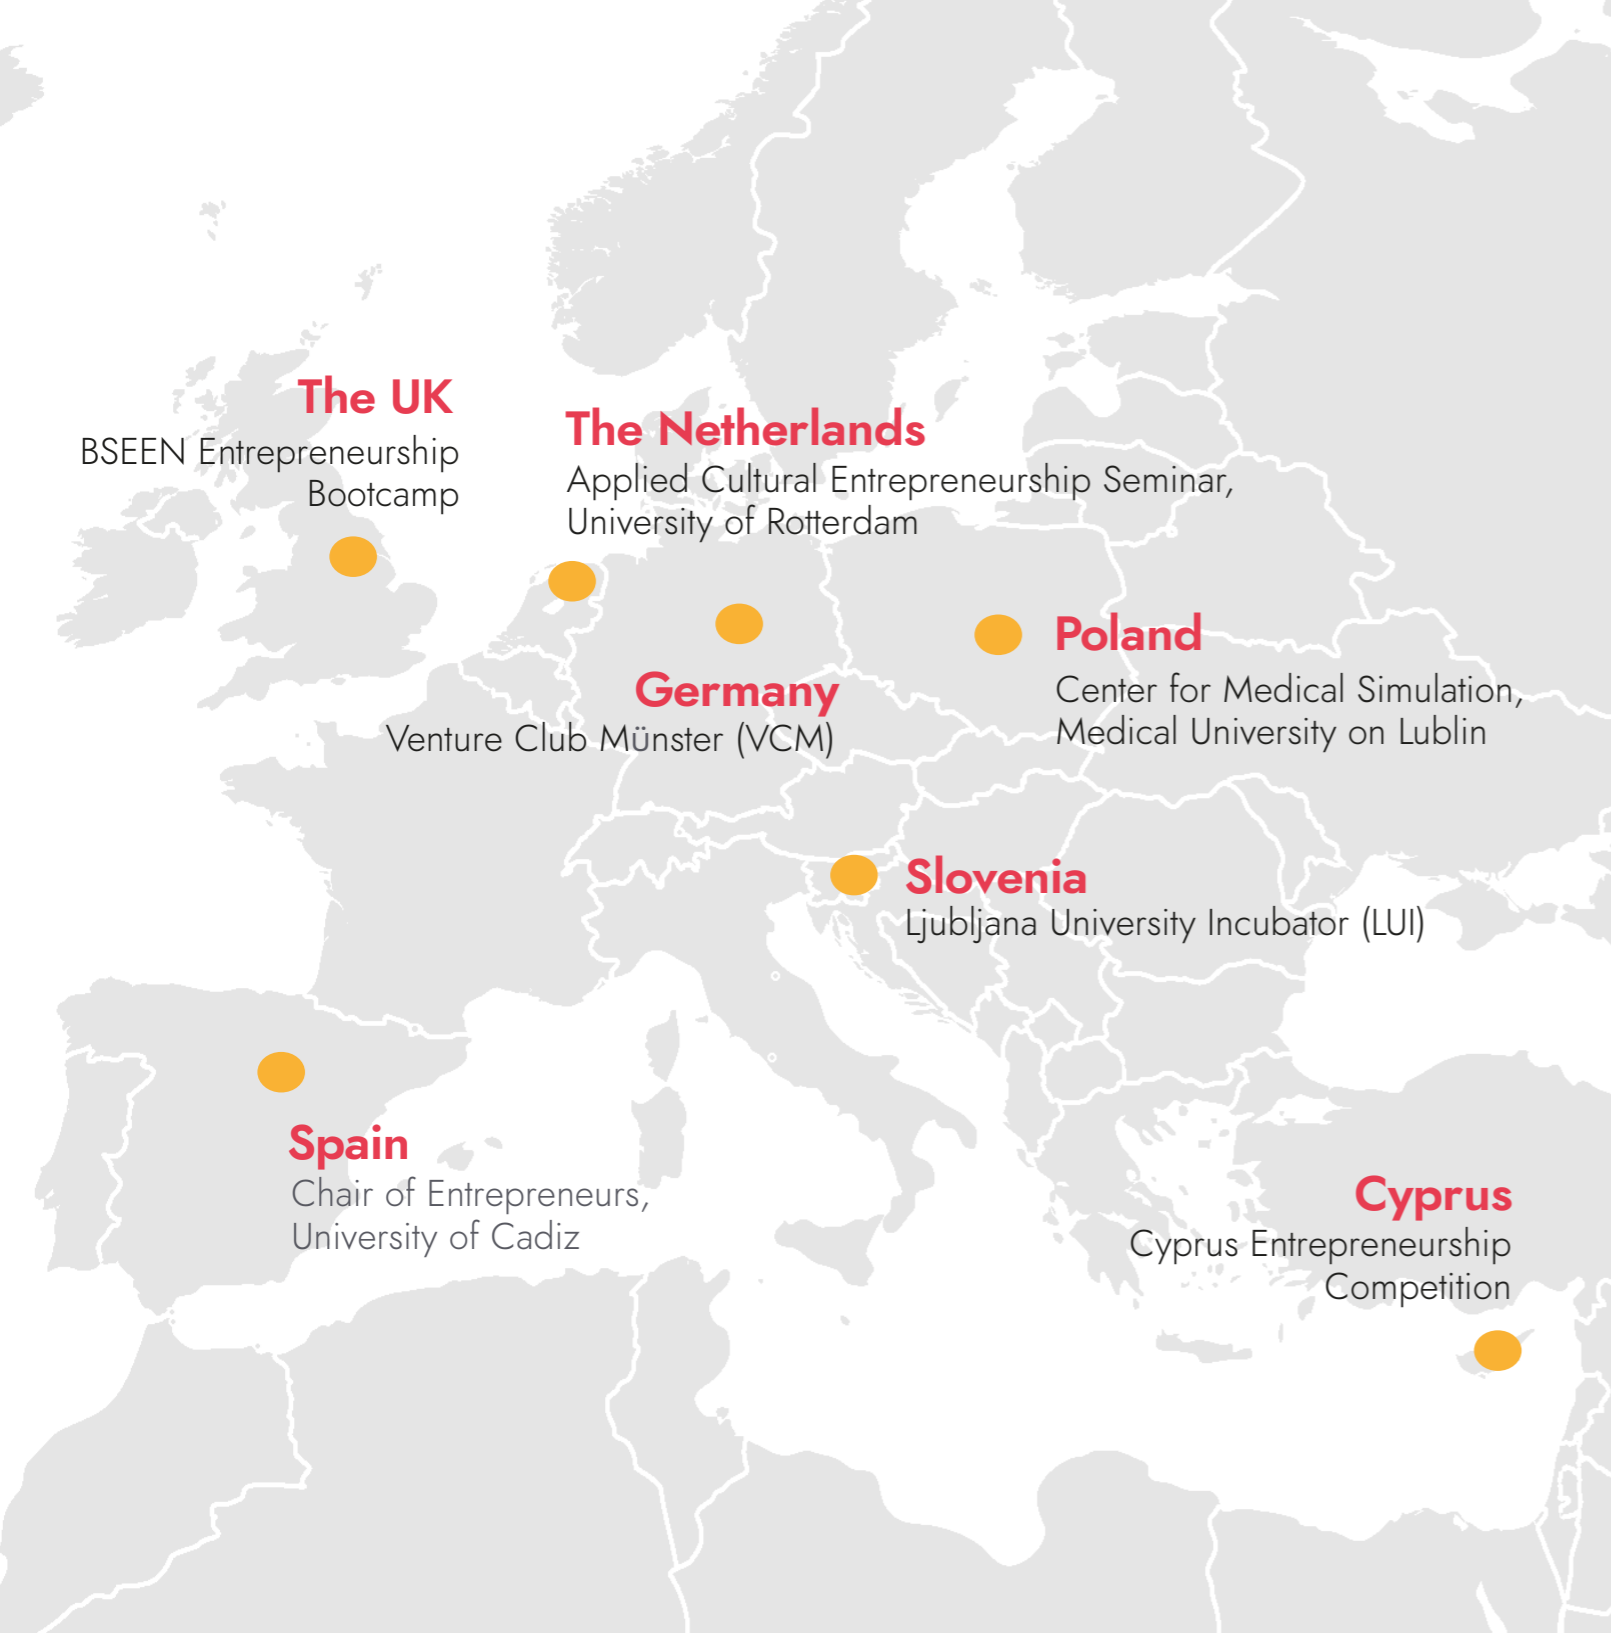 The UK
BSEEN Entrepreneurship
Bootcamp
The Netherlands
Applied Cultural Entrepreneurship Seminar,
University of Rotterdam
Poland
Center for Medical Simulation,
Medical University on Lublin
Germany
Venture Club Münster (VCM)
Slovenia
Ljubljana University Incubator (LUI)
Spain
Chair of Entrepreneurs,
University of Cadiz
Cyprus
Cyprus Entrepreneurship
Competition